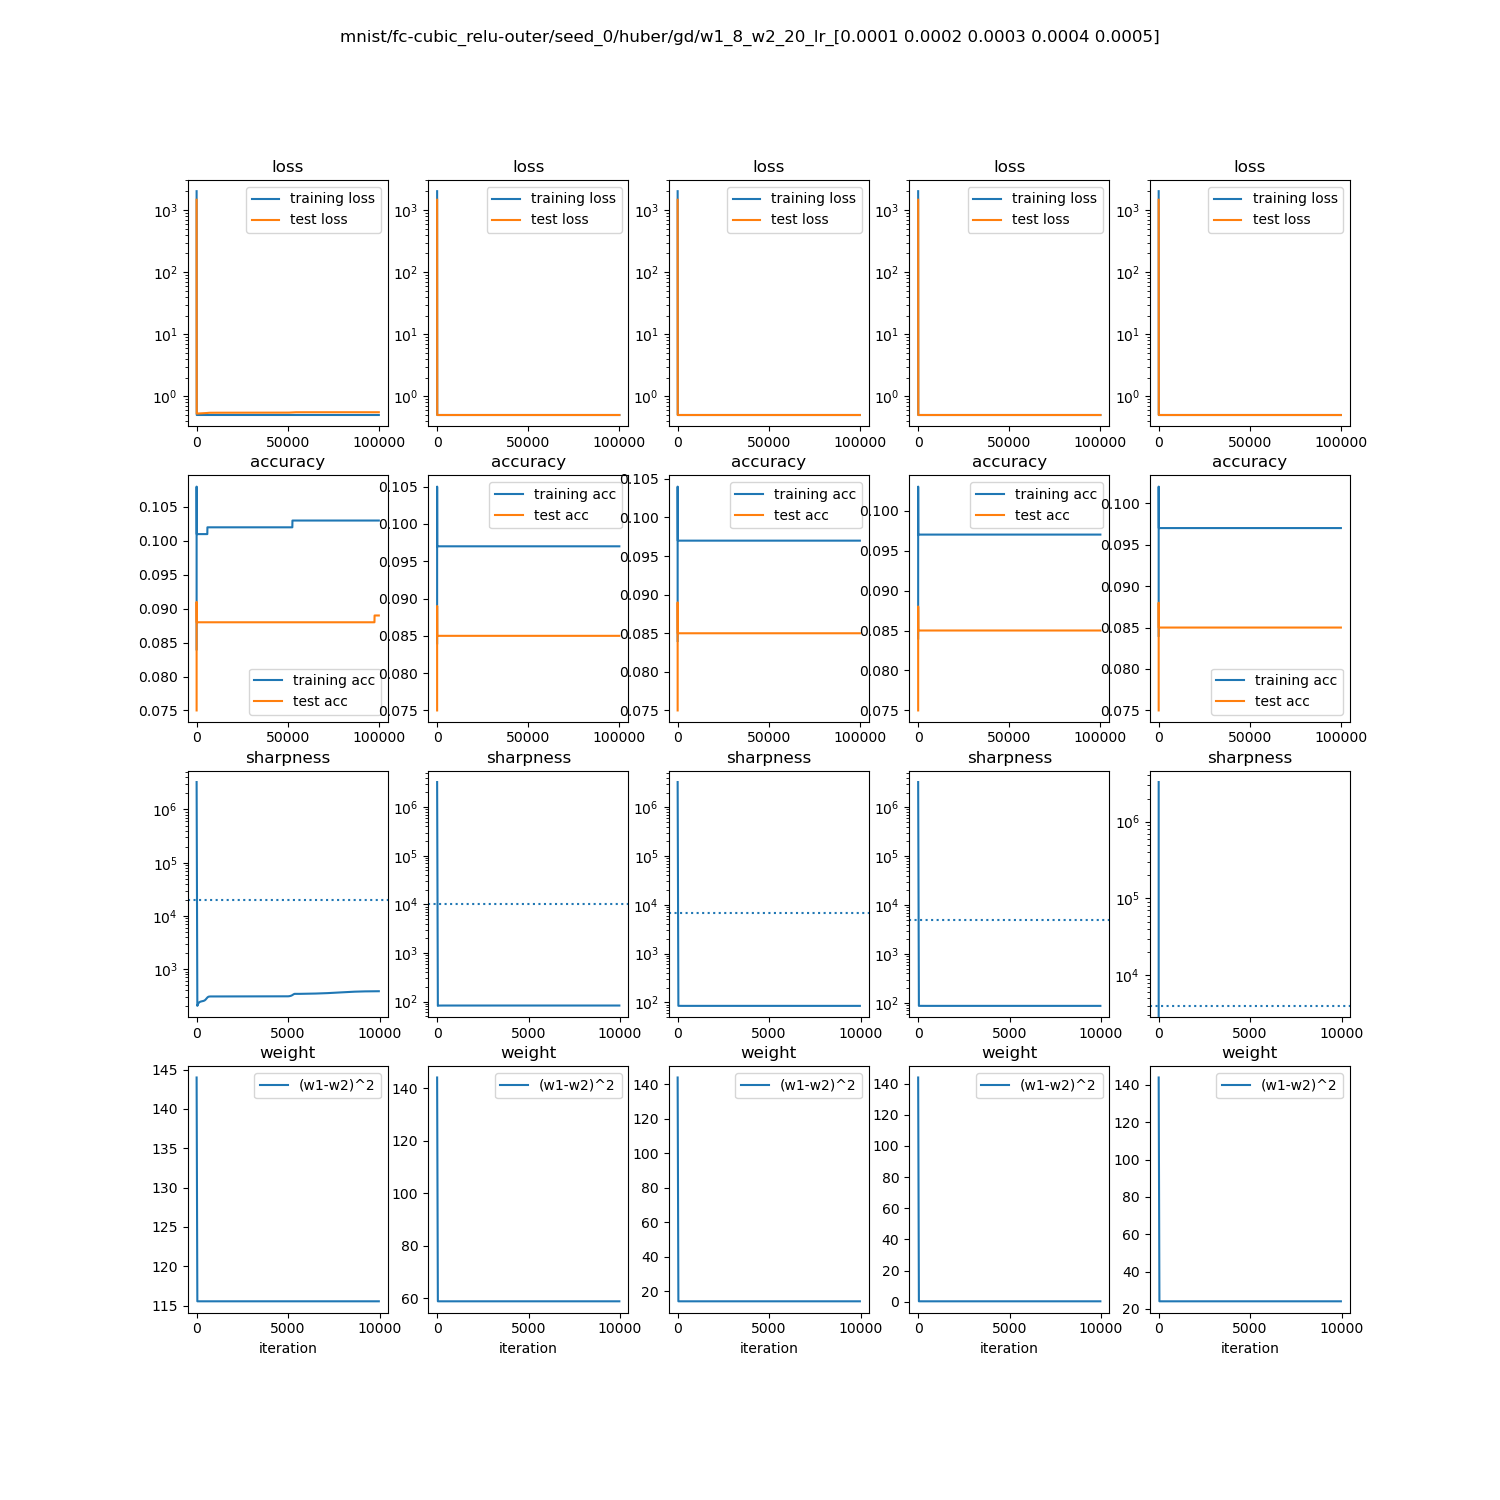 mnist/fc-cubic_relu-outer/seed_0/huber/gd/w1_8_w2_20_lr_[0.0001 0.0002 0.0003 0.0004 0.0005]
loss loss loss loss loss
training loss training loss training loss training loss training loss
test loss test loss test loss test loss test loss
10^3 10^3 10^3 10^3 10^3
10^2 10^2 10^2 10^2 10^2
10^1 10^1 10^1 10^1 10^1
10^0 10^0 10^0 10^0 10^0
0 50000 100000 0 50000 100000 0 50000 100000 0 50000 100000 0 50000 100000
accuracy accuracy accuracy accuracy accuracy
0.105 0.100 0.095 0.090 0.085 0.080 0.075
training acc
test acc
0.105 0.100 0.095 0.090 0.085 0.080 0.075
training acc
test acc
0.105 0.100 0.095 0.090 0.085 0.080 0.075
training acc
test acc
0.100 0.095 0.090 0.085 0.080 0.075
training acc
test acc
0.100 0.095 0.090 0.085 0.080 0.075
training acc
test acc
0 50000 100000 0 50000 100000 0 50000 100000 0 50000 100000 0 50000 100000
sharpness sharpness sharpness sharpness sharpness
10^6 10^5 10^4 10^3
10^6 10^5 10^4 10^3 10^2
10^6 10^5 10^4 10^3 10^2
10^6 10^5 10^4 10^3 10^2
10^6 10^5 10^4
0 5000 10000 0 5000 10000 0 5000 10000 0 5000 10000 0 5000 10000
weight weight weight weight weight
(w1-w2)^2 (w1-w2)^2 (w1-w2)^2 (w1-w2)^2 (w1-w2)^2
145 140 135 130 125 120 115
140 120 100 80 60
140 120 100 80 60 40 20
140 120 100 80 60 40 20 0
140 120 100 80 60 40 20
0 5000 10000 0 5000 10000 0 5000 10000 0 5000 10000 0 5000 10000
iteration iteration iteration iteration iteration